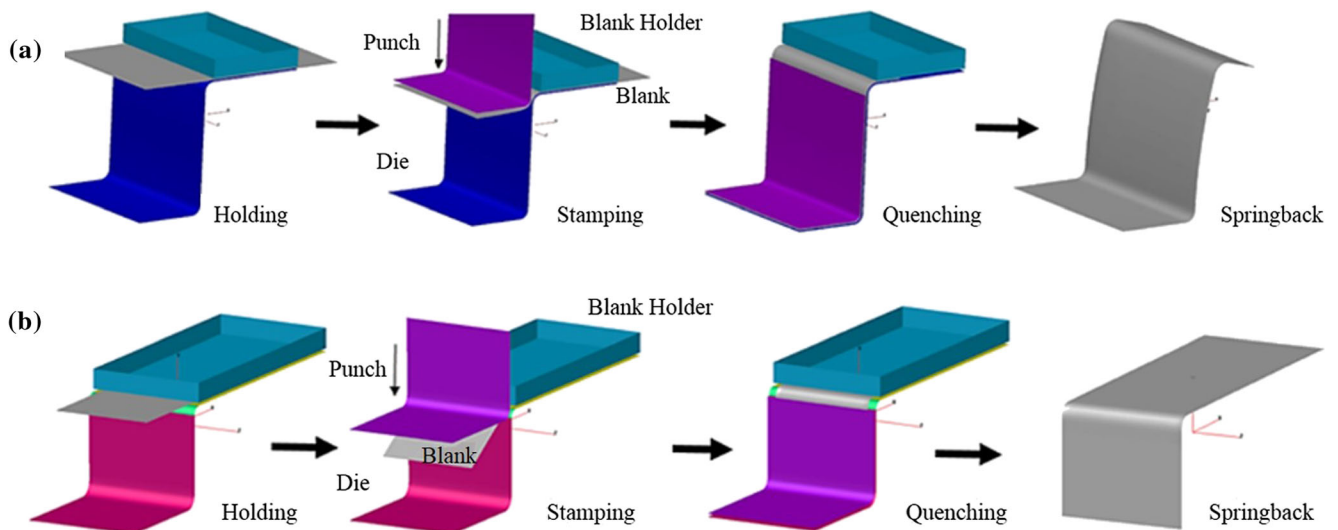 (a)
Blank Holder
Punch
Blank
Die
Holding
Stamping
Quenching
Springback
(b)
Blank Holder
Punch
Blank
Die
Holding
Stamping
Quenching
Springback